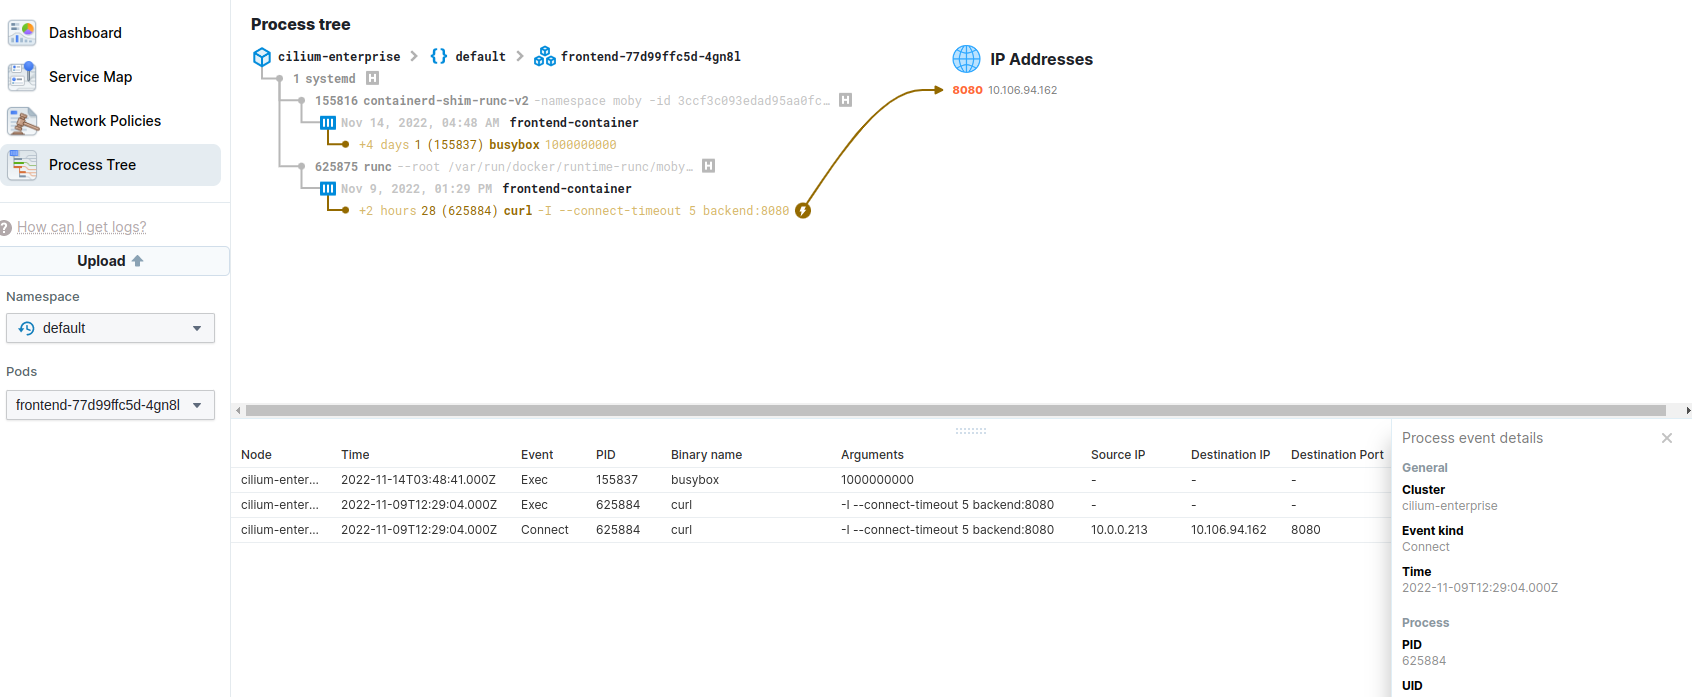 Dashboard
Service Map
Network Policies
Process Tree
? How can I get logs?
Upload
Namespace
default
Pods
frontend-77d99ffc5d-4gn8l
Process tree
cilium-enterprise > {} default > frontend-77d99ffc5d-4gn8l
1 systemd H
155816 containerd-shim-runc-v2 -namespace moby -id 3ccf3c093edad95aa0fc… H
Nov 14, 2022, 04:48 AM frontend-container
+4 days 1 (155837) busybox 1000000000
625875 runc --root /var/run/docker/runtime-runc/moby… H
Nov 9, 2022, 01:29 PM frontend-container
+2 hours 28 (625884) curl -I --connect-timeout 5 backend:8080
IP Addresses
8080 10.106.94.162
Node Time Event PID Binary name Arguments Source IP Destination IP Destination Port
cilium-enter... 2022-11-14T03:48:41.000Z Exec 155837 busybox 1000000000 - - -
cilium-enter... 2022-11-09T12:29:04.000Z Exec 625884 curl -I --connect-timeout 5 backend:8080 - - -
cilium-enter... 2022-11-09T12:29:04.000Z Connect 625884 curl -I --connect-timeout 5 backend:8080 10.0.0.213 10.106.94.162 8080
Process event details
General
Cluster
cilium-enterprise
Event kind
Connect
Time
2022-11-09T12:29:04.000Z
Process
PID
625884
UID